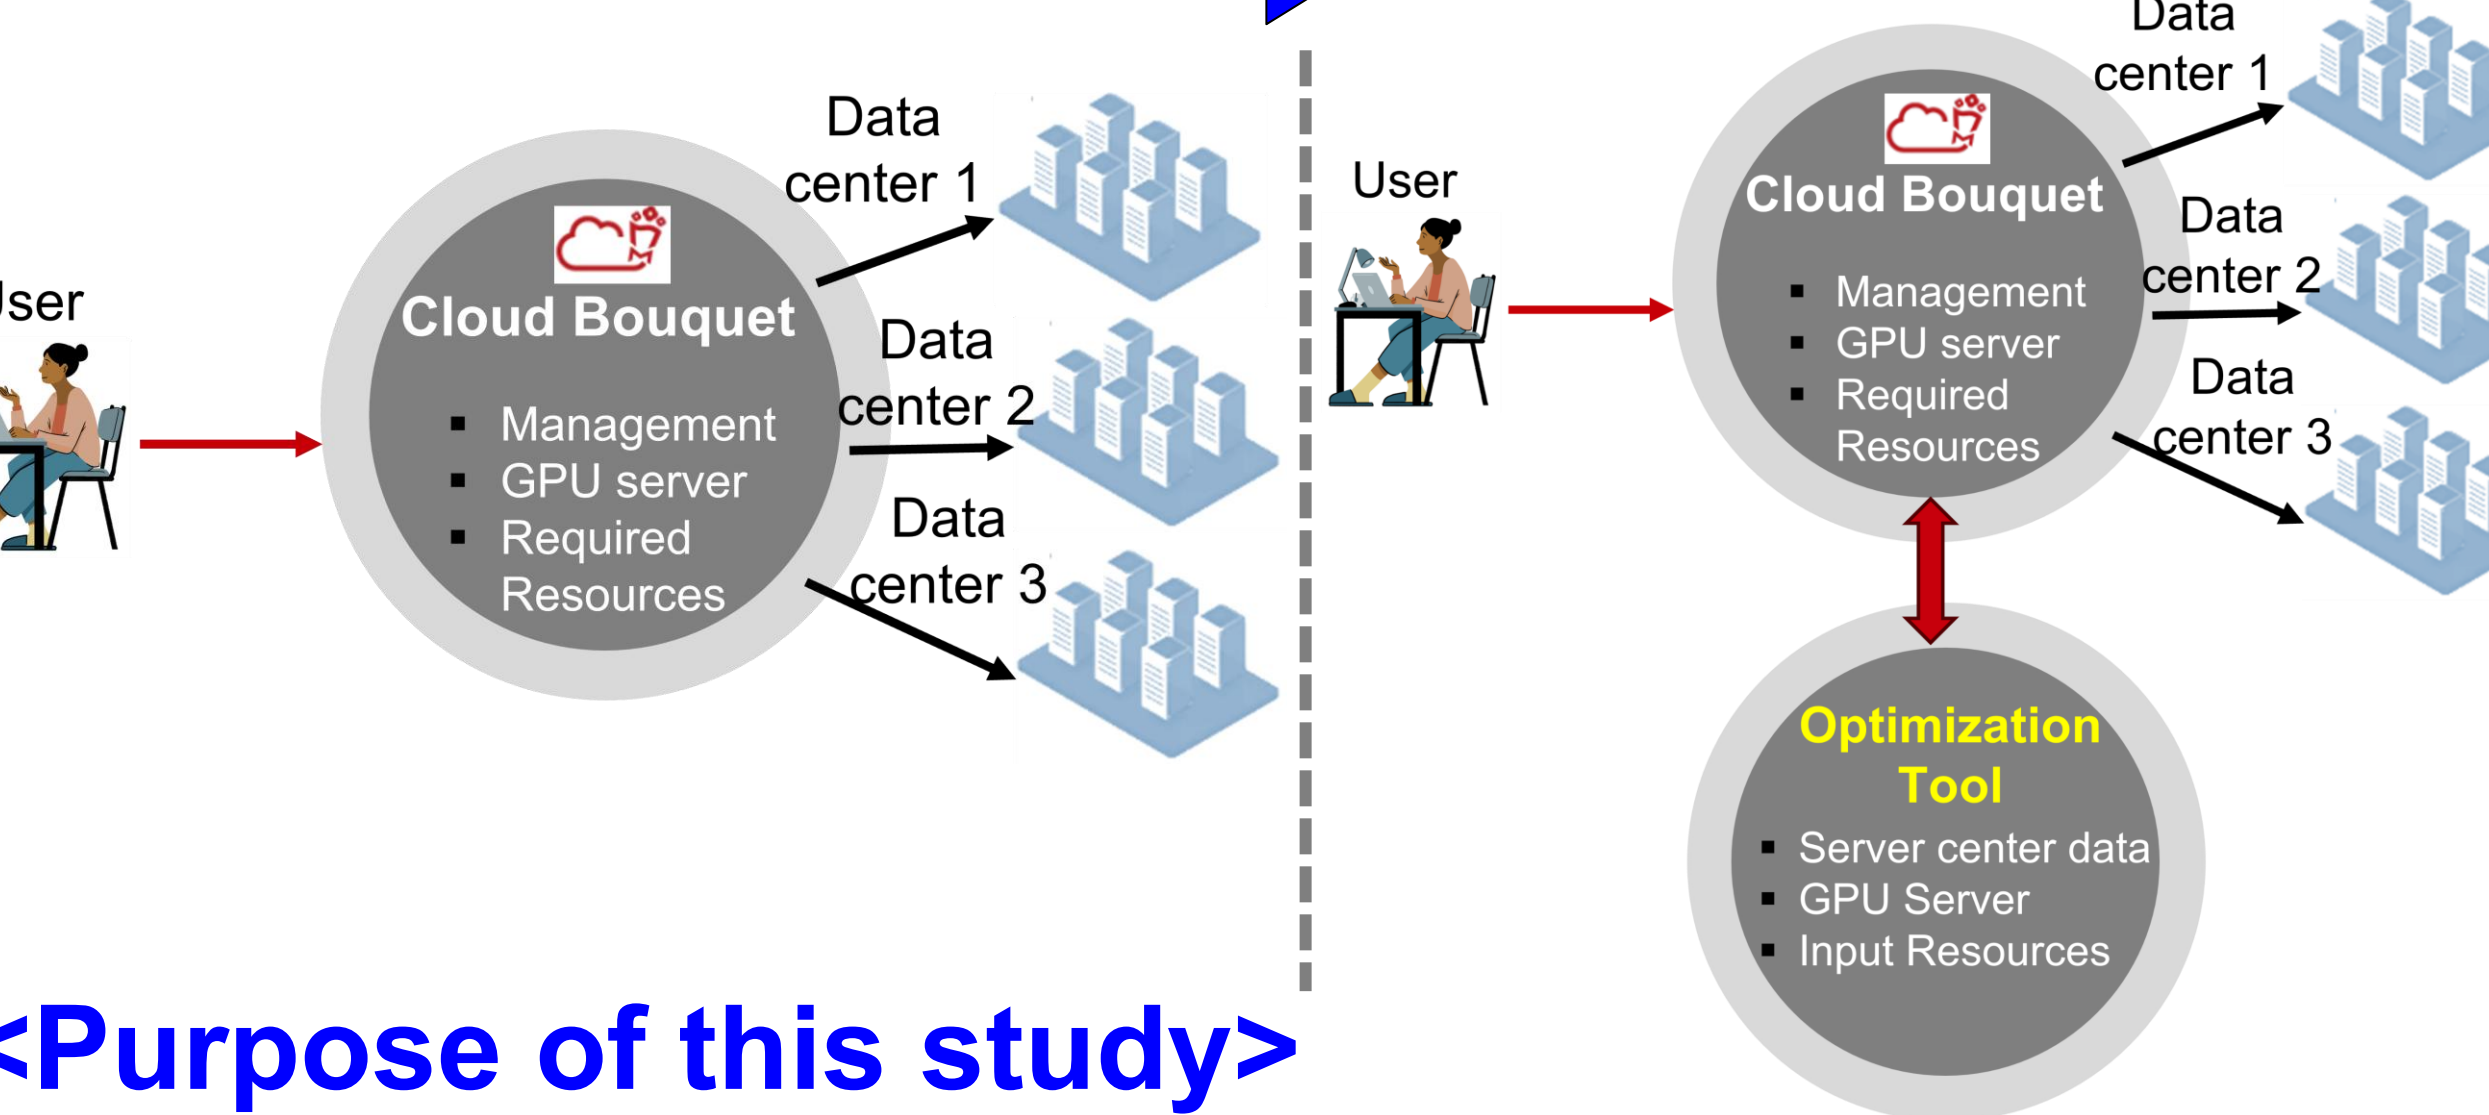 User
Cloud Bouquet
▪ Management
▪ GPU server
▪ Required
Resources
Data
center 1
Data
center 2
Data
center 3
User
Cloud Bouquet
▪ Management
▪ GPU server
▪ Required
Resources
Data
center 1
Data
center 2
Data
center 3
Optimization
Tool
▪ Server center data
▪ GPU Server
▪ Input Resources
<Purpose of this study>